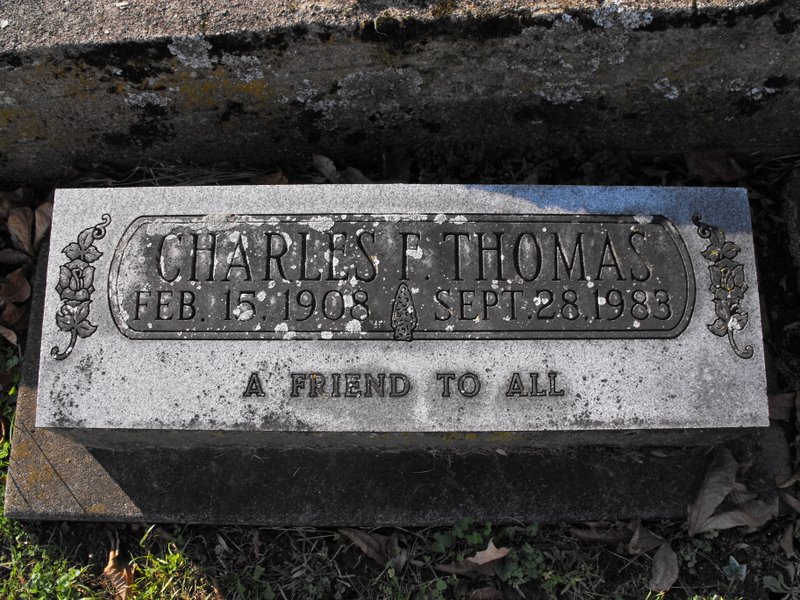 CHARLES F. THOMAS
FEB. 15, 1908 SEPT. 28, 1983
A FRIEND TO ALL